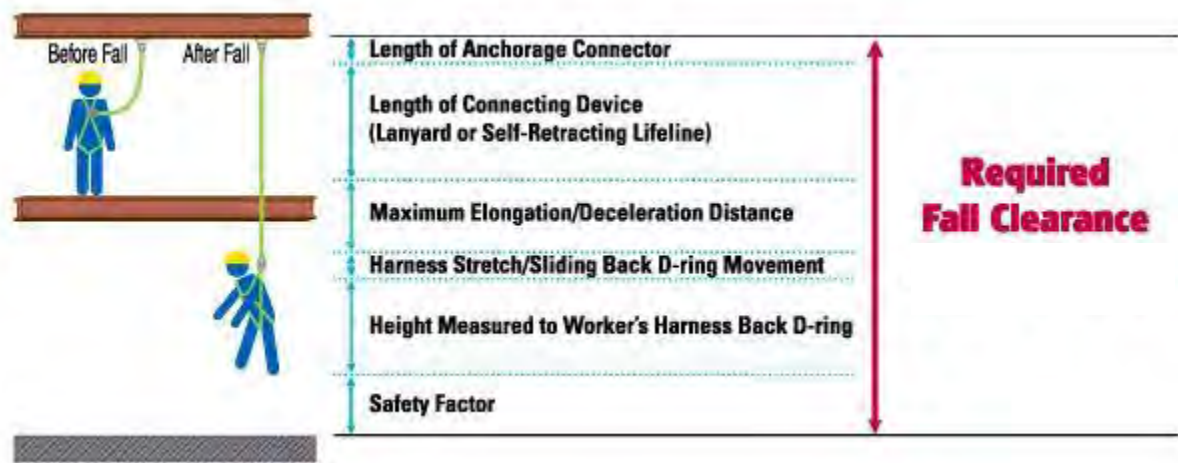 Before Fall
After Fall
Length of Anchorage Connector
Length of Connecting Device
(Lanyard or Self-Retracting Lifeline)
Maximum Elongation/Deceleration Distance
Harness Stretch/Sliding Back D-ring Movement
Height Measured to Worker's Harness Back D-ring
Safety Factor
Required
Fall Clearance